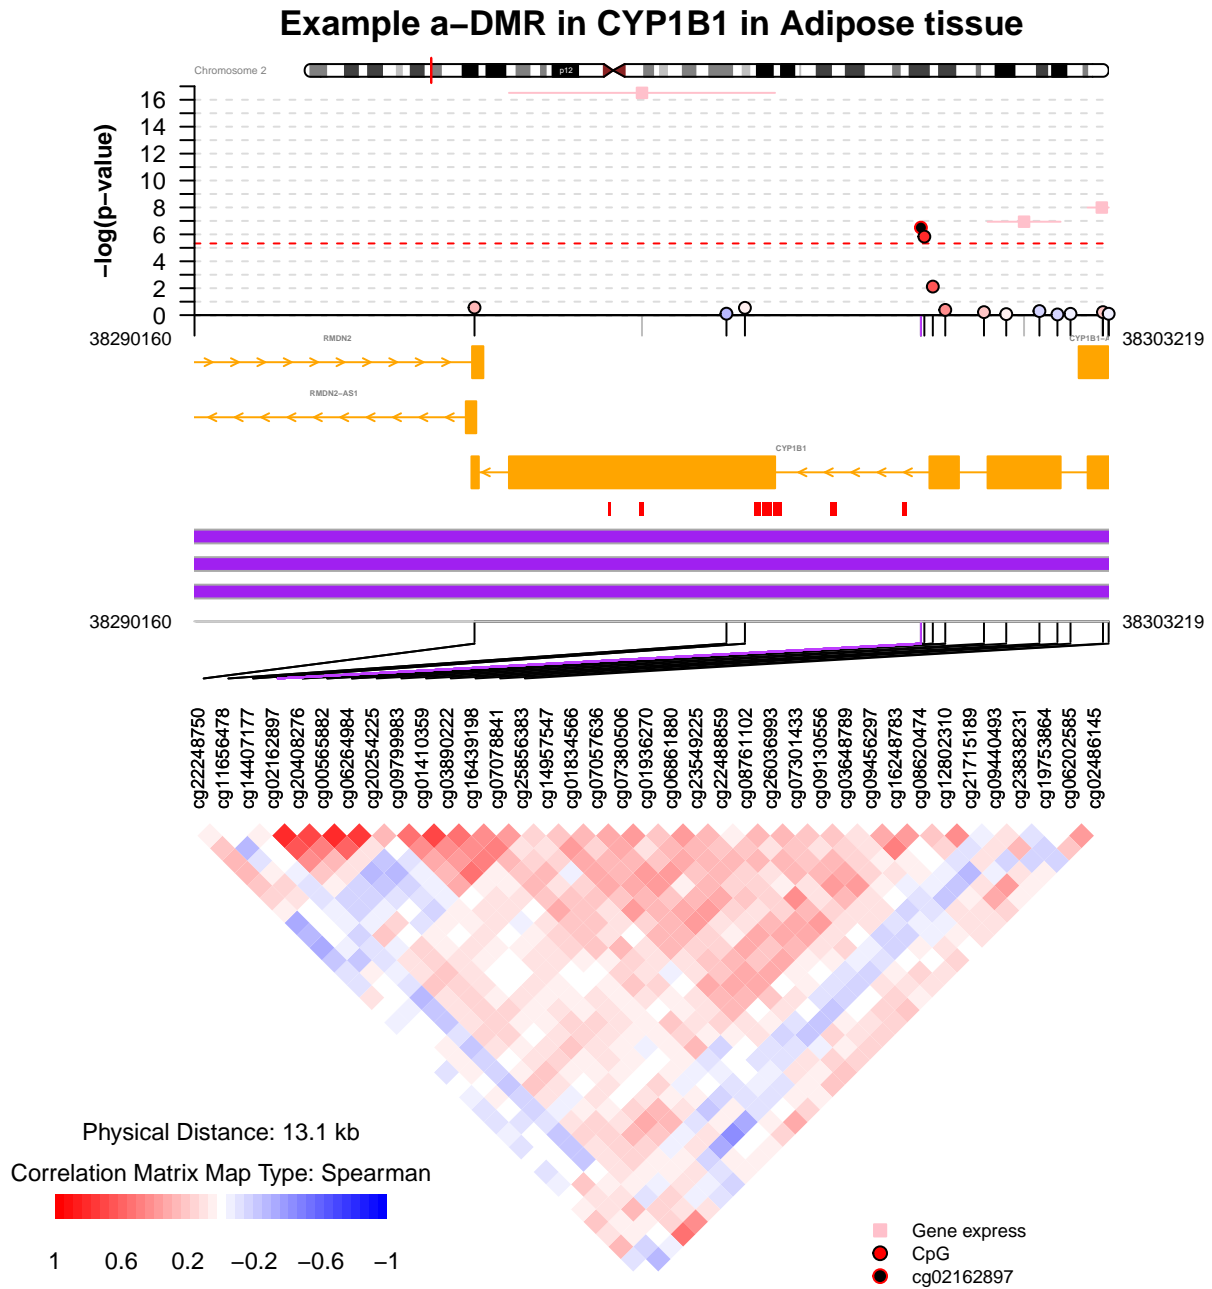 Example a−DMR in CYP1B1 in Adipose tissue
Chromosome 2
p12
−log(p−value)
16
14
12
10
8
6
4
2
0
38290160
38303219
RMDN2
CYP1B1−A
RMDN2−AS1
CYP1B1
38290160
38303219
cg22248750
cg11656478
cg14407177
cg02162897
cg20408276
cg00565882
cg06264984
cg20254225
cg09799983
cg01410359
cg03890222
cg16439198
cg07078841
cg25856383
cg14957547
cg01834566
cg07057636
cg07380506
cg01936270
cg06861880
cg23549225
cg22488859
cg08761102
cg26036993
cg07301433
cg09130556
cg03648789
cg09456297
cg16248783
cg08620474
cg12802310
cg21715189
cg09440493
cg23838231
cg19753864
cg06202585
cg02486145
Physical Distance: 13.1 kb
Correlation Matrix Map Type: Spearman
1 0.6 0.2 −0.2 −0.6 −1
Gene express
CpG
cg02162897